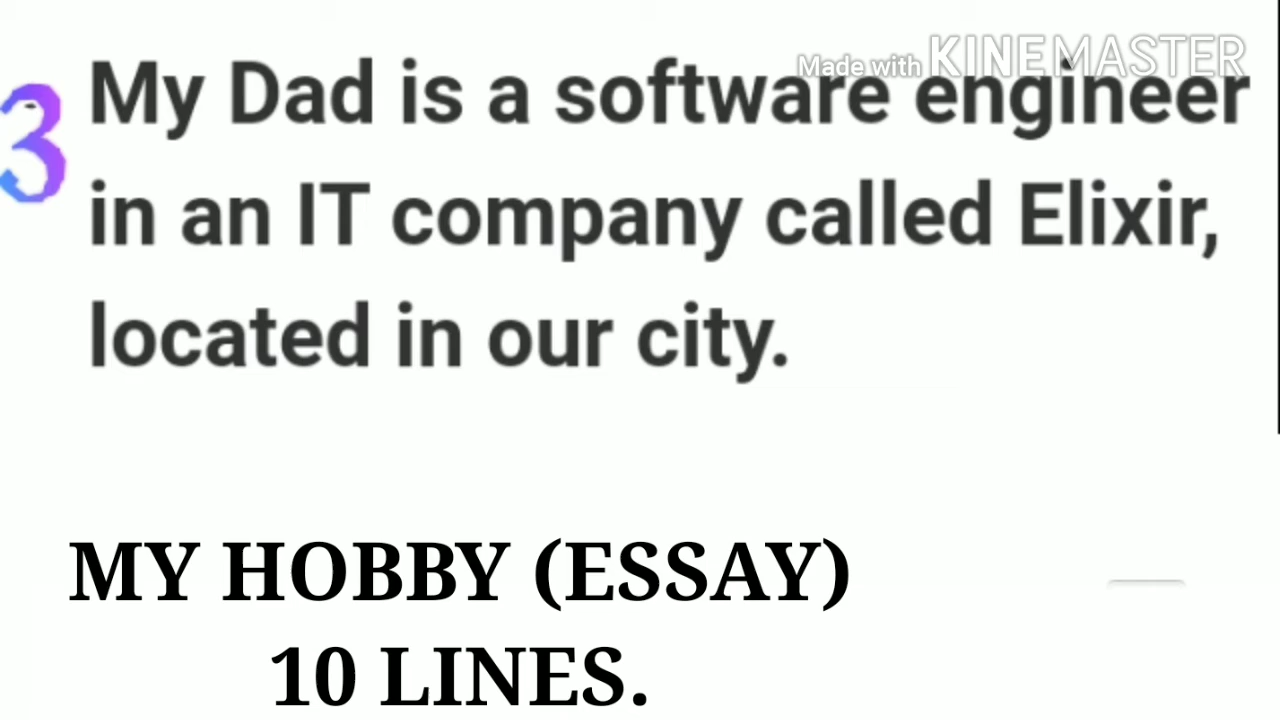 Made with KINEMASTER
3 My Dad is a software engineer
in an IT company called Elixir,
located in our city.
MY HOBBY (ESSAY)
10 LINES.